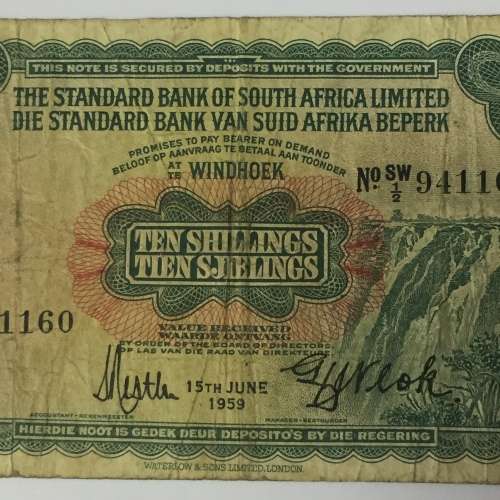 THIS NOTE IS SECURED BY DEPOSITS WITH THE GOVERNMENT
THE STANDARD BANK OF SOUTH AFRICA LIMITED
DIE STANDARD BANK VAN SUID AFRIKA BEPERK
PROMISES TO PAY BEARER ON DEMAND
BELOOF OP AANVRAAG TE BETAAL AAN TOONDER
AT
TE WINDHOEK
No. SW 1/2 94116
TEN SHILLINGS
TIEN SJIELINGS
1160
VALUE RECEIVED
WAARDE ONTVANG
BY ORDER OF THE BOARD OF DIRECTORS,
OP LAS VAN DIE RAAD VAN DIREKTEURE,
15TH JUNE
1959
ACCOUNTANT - REKENMEESTER
MANAGER - BESTUURDER
HIERDIE NOOT IS GEDEK DEUR DEPOSITO'S BY DIE REGERING
WATERLOW & SONS LIMITED, LONDON.